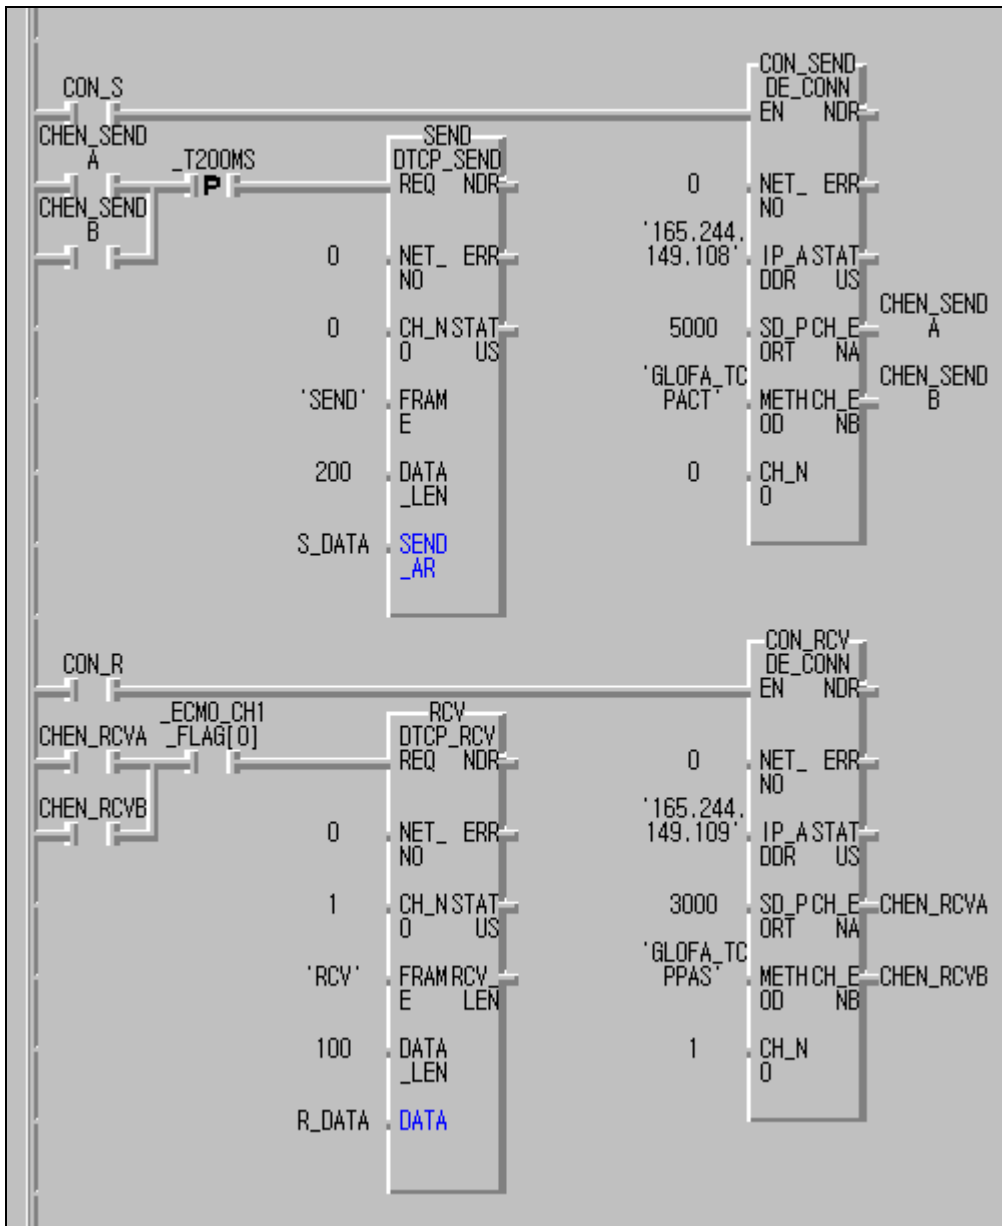 CON_SEND
CON_S DE_CONN
EN NDR
CHEN_SEND SEND
A _T200MS DTCP_SEND
P REQ NDR 0 NET_ ERR
CHEN_SEND NO
B '165.244.
0 NET_ ERR 149.108' IP_A STAT
NO DDR US
CHEN_SEND
0 CH_N STAT 5000 SD_P CH_E A
O US ORT NA
'GLOFA_TC CHEN_SEND
'SEND' FRAM PACT' METH CH_E B
E OD NB
200 DATA 0 CH_N
_LEN O
S_DATA SEND
_AR
CON_RCV
CON_R DE_CONN
EN NDR
_ECM0_CH1 RCV
CHEN_RCVA _FLAG[0] DTCP_RCV
REQ NDR 0 NET_ ERR
NO
CHEN_RCVB '165.244.
0 NET_ ERR 149.109' IP_A STAT
NO DDR US
1 CH_N STAT 3000 SD_P CH_E CHEN_RCVA
O US ORT NA
'GLOFA_TC
'RCV' FRAM RCV_ PPAS' METH CH_E CHEN_RCVB
E LEN OD NB
100 DATA 1 CH_N
_LEN O
R_DATA DATA